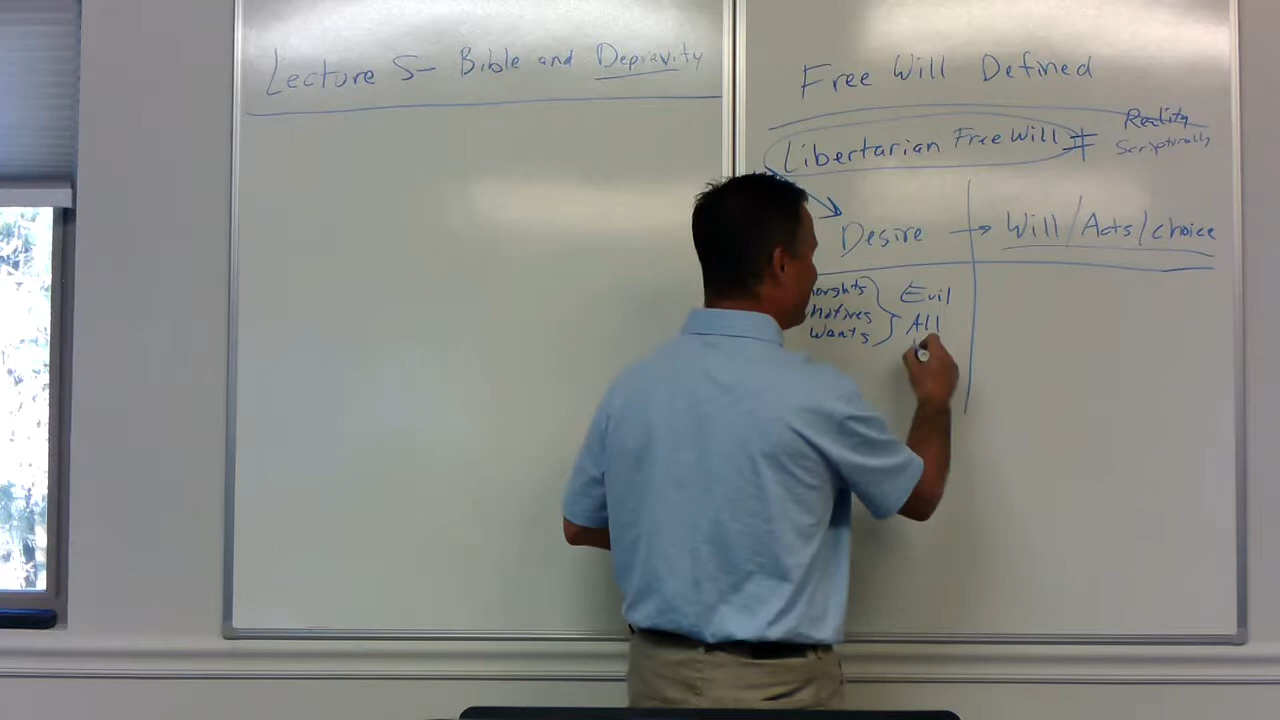 Lecture 5- Bible and Depravity
Free Will Defined
Libertarian Free Will ≠ Reality
Scripturally
Desire → Will/Acts/choice
Motives
Wants
Evil
All